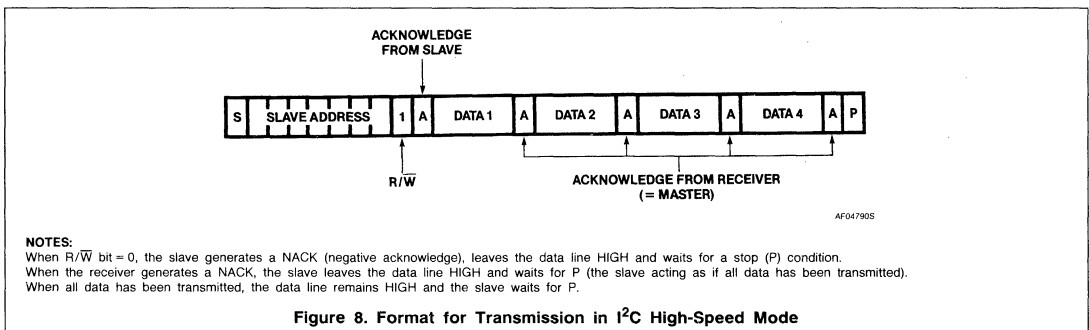 ACKNOWLEDGE
FROM SLAVE
S SLAVE ADDRESS 1 A DATA 1 A DATA 2 A DATA 3 A DATA 4 A P
R/W̅
ACKNOWLEDGE FROM RECEIVER
(= MASTER)
AF04790S
NOTES:
When R/W̅ bit = 0, the slave generates a NACK (negative acknowledge), leaves the data line HIGH and waits for a stop (P) condition.
When the receiver generates a NACK, the slave leaves the data line HIGH and waits for P (the slave acting as if all data has been transmitted).
When all data has been transmitted, the data line remains HIGH and the slave waits for P.
Figure 8. Format for Transmission in I²C High-Speed Mode